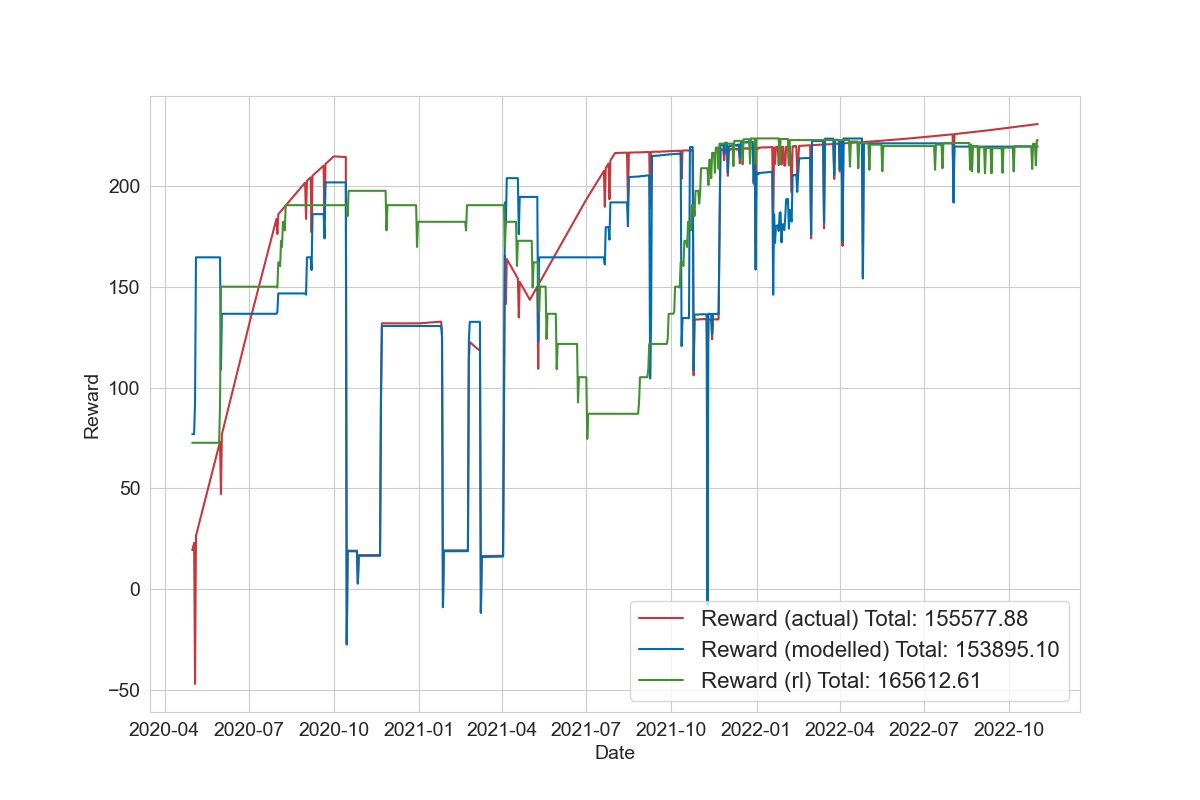 Reward
200
150
100
50
0
−50
2020-04 2020-07 2020-10 2021-01 2021-04 2021-07 2021-10 2022-01 2022-04 2022-07 2022-10
Date
Reward (actual) Total: 155577.88
Reward (modelled) Total: 153895.10
Reward (rl) Total: 165612.61